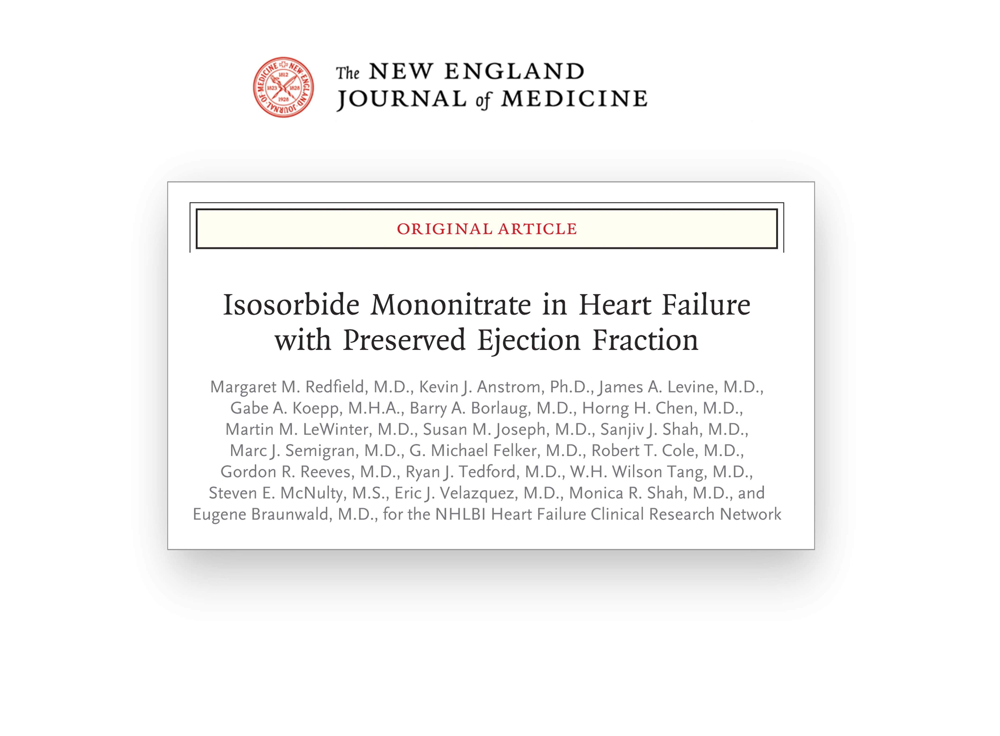 NEW ENGLAND JOURNAL OF MEDICINE
1812
1823 1828
1928
The NEW ENGLAND
JOURNAL of MEDICINE
ORIGINAL ARTICLE
Isosorbide Mononitrate in Heart Failure
with Preserved Ejection Fraction
Margaret M. Redfield, M.D., Kevin J. Anstrom, Ph.D., James A. Levine, M.D.,
Gabe A. Koepp, M.H.A., Barry A. Borlaug, M.D., Horng H. Chen, M.D.,
Martin M. LeWinter, M.D., Susan M. Joseph, M.D., Sanjiv J. Shah, M.D.,
Marc J. Semigran, M.D., G. Michael Felker, M.D., Robert T. Cole, M.D.,
Gordon R. Reeves, M.D., Ryan J. Tedford, M.D., W.H. Wilson Tang, M.D.,
Steven E. McNulty, M.S., Eric J. Velazquez, M.D., Monica R. Shah, M.D., and
Eugene Braunwald, M.D., for the NHLBI Heart Failure Clinical Research Network